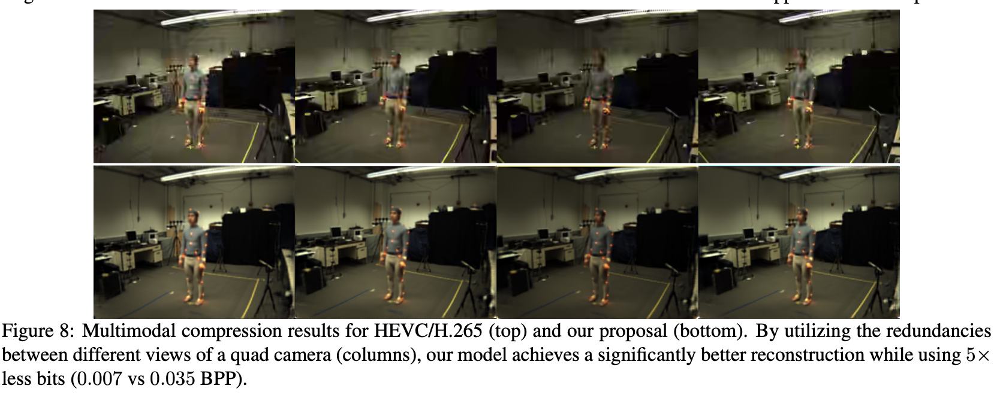 Figure 8: Multimodal compression results for HEVC/H.265 (top) and our proposal (bottom). By utilizing the redundancies
between different views of a quad camera (columns), our model achieves a significantly better reconstruction while using 5×
less bits (0.007 vs 0.035 BPP).